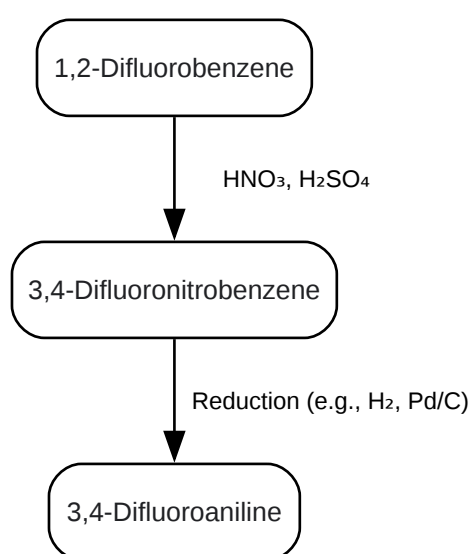 1,2-Difluorobenzene
HNO₃, H₂SO₄
3,4-Difluoronitrobenzene
Reduction (e.g., H₂, Pd/C)
3,4-Difluoroaniline